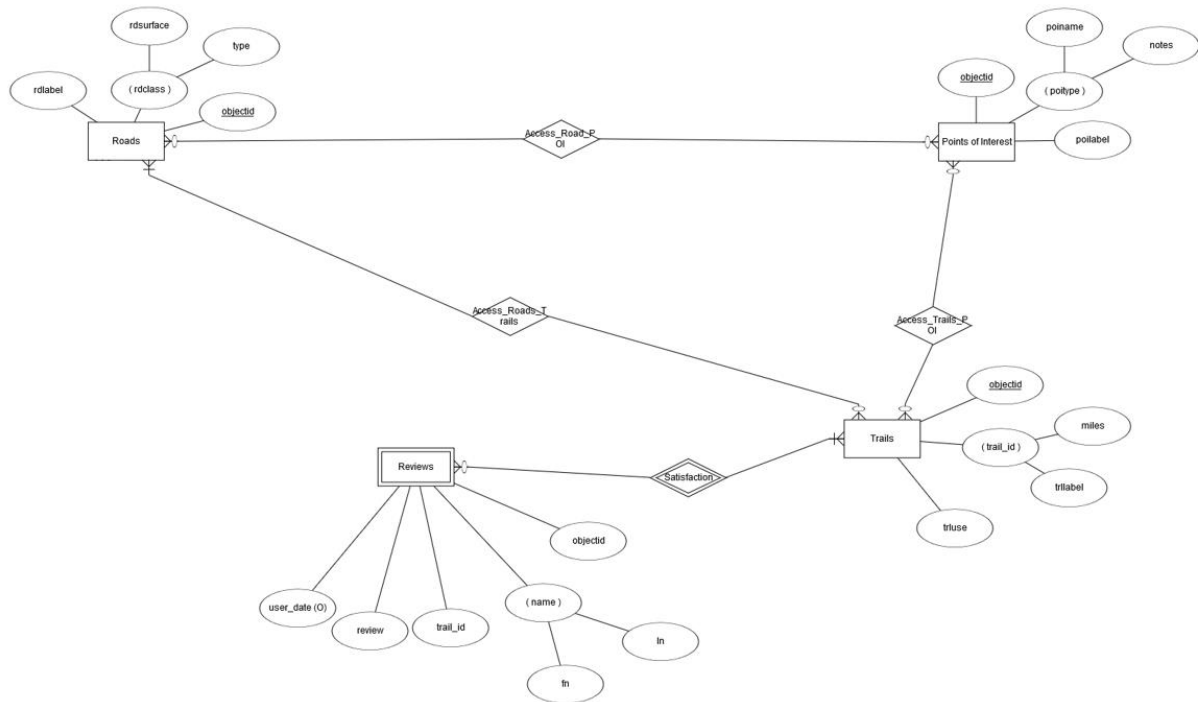 rdsurface
type
( rdclass )
rdlabel
objectid
Roads
Access_Road_P
OI
poiname
notes
objectid
( poitype )
Points of Interest
poilabel
Access_Roads_T
rails
Access_Trails_P
OI
objectid
miles
( trail_id )
Trails
trllabel
trluse
Reviews
Satisfaction
objectid
user_date (O)
review
trail_id
( name )
ln
fn